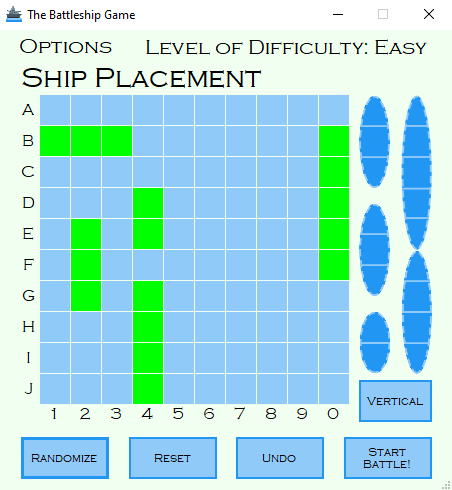 The Battleship Game
Options Level of Difficulty: Easy
Ship Placement
A
B
C
D
E
F
G
H
I
J
1 2 3 4 5 6 7 8 9 0
Vertical
Randomize Reset Undo Start
Battle!